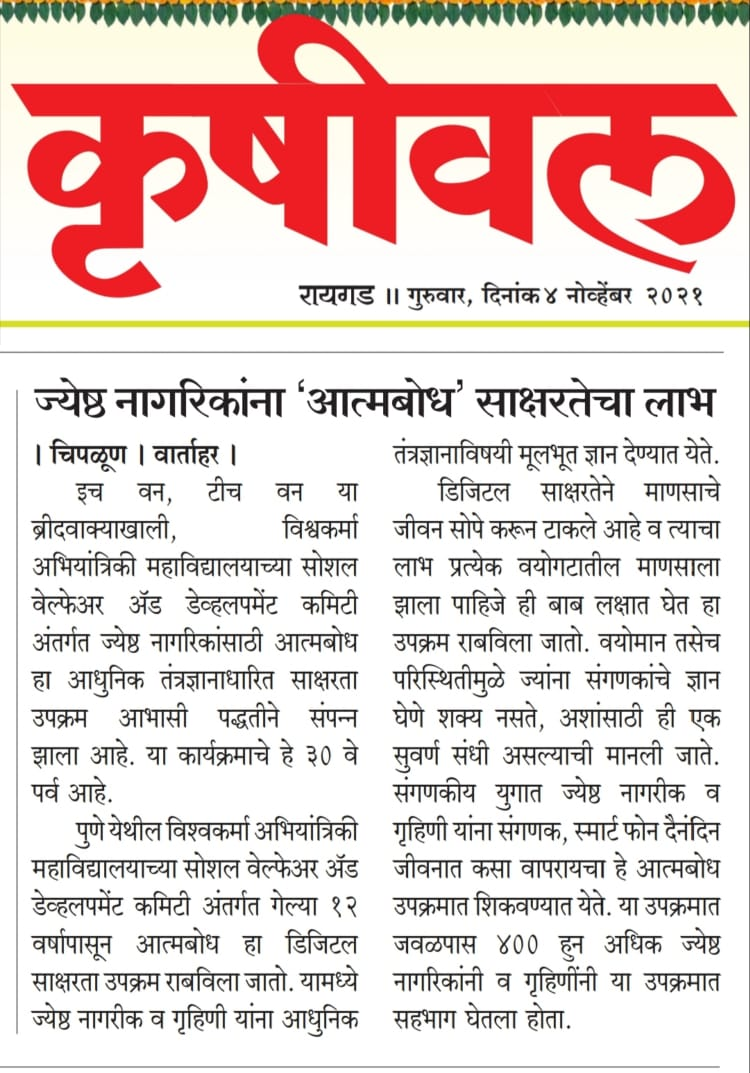 कृषीवल
रायगड ॥ गुरुवार, दिनांक ४ नोव्हेंबर २०२१
ज्येष्ठ नागरिकांना ‘आत्मबोध’ साक्षरतेचा लाभ
। चिपळूण । वार्ताहर ।
इच वन, टीच वन या
ब्रीदवाक्याखाली, विश्वकर्मा
अभियांत्रिकी महाविद्यालयाच्या सोशल
वेल्फेअर ॲड डेव्हलपमेंट कमिटी
अंतर्गत ज्येष्ठ नागरिकांसाठी आत्मबोध
हा आधुनिक तंत्रज्ञानाधारित साक्षरता
उपक्रम आभासी पद्धतीने संपन्न
झाला आहे. या कार्यक्रमाचे हे ३० वे
पर्व आहे.
पुणे येथील विश्वकर्मा अभियांत्रिकी
महाविद्यालयाच्या सोशल वेल्फेअर ॲड
डेव्हलपमेंट कमिटी अंतर्गत गेल्या १२
वर्षापासून आत्मबोध हा डिजिटल
साक्षरता उपक्रम राबविला जातो. यामध्ये
ज्येष्ठ नागरीक व गृहिणी यांना आधुनिक
तंत्रज्ञानाविषयी मूलभूत ज्ञान देण्यात येते.
डिजिटल साक्षरतेने माणसाचे
जीवन सोपे करून टाकले आहे व त्याचा
लाभ प्रत्येक वयोगटातील माणसाला
झाला पाहिजे ही बाब लक्षात घेत हा
उपक्रम राबविला जातो. वयोमान तसेच
परिस्थितीमुळे ज्यांना संगणकांचे ज्ञान
घेणे शक्य नसते, अशांसाठी ही एक
सुवर्ण संधी असल्याची मानली जाते.
संगणकीय युगात ज्येष्ठ नागरीक व
गृहिणी यांना संगणक, स्मार्ट फोन दैनंदिन
जीवनात कसा वापरायचा हे आत्मबोध
उपक्रमात शिकवण्यात येते. या उपक्रमात
जवळपास ४०० हुन अधिक ज्येष्ठ
नागरिकांनी व गृहिणींनी या उपक्रमात
सहभाग घेतला होता.